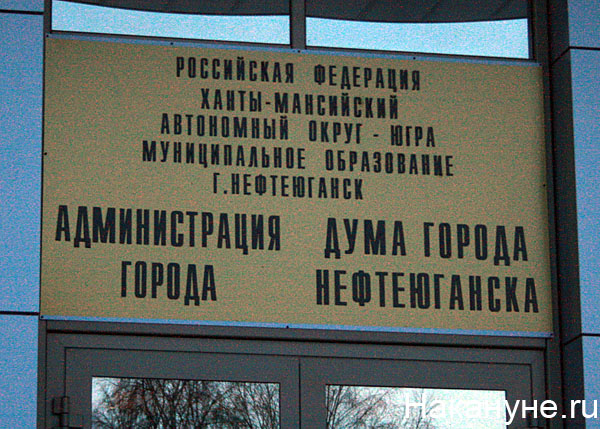 РОССИЙСКАЯ ФЕДЕРАЦИЯ
ХАНТЫ-МАНСИЙСКИЙ
АВТОНОМНЫЙ ОКРУГ - ЮГРА
МУНИЦИПАЛЬНОЕ ОБРАЗОВАНИЕ
Г.НЕФТЕЮГАНСК
АДМИНИСТРАЦИЯ
ГОРОДА
ДУМА ГОРОДА
НЕФТЕЮГАНСКА
Накануне.ru